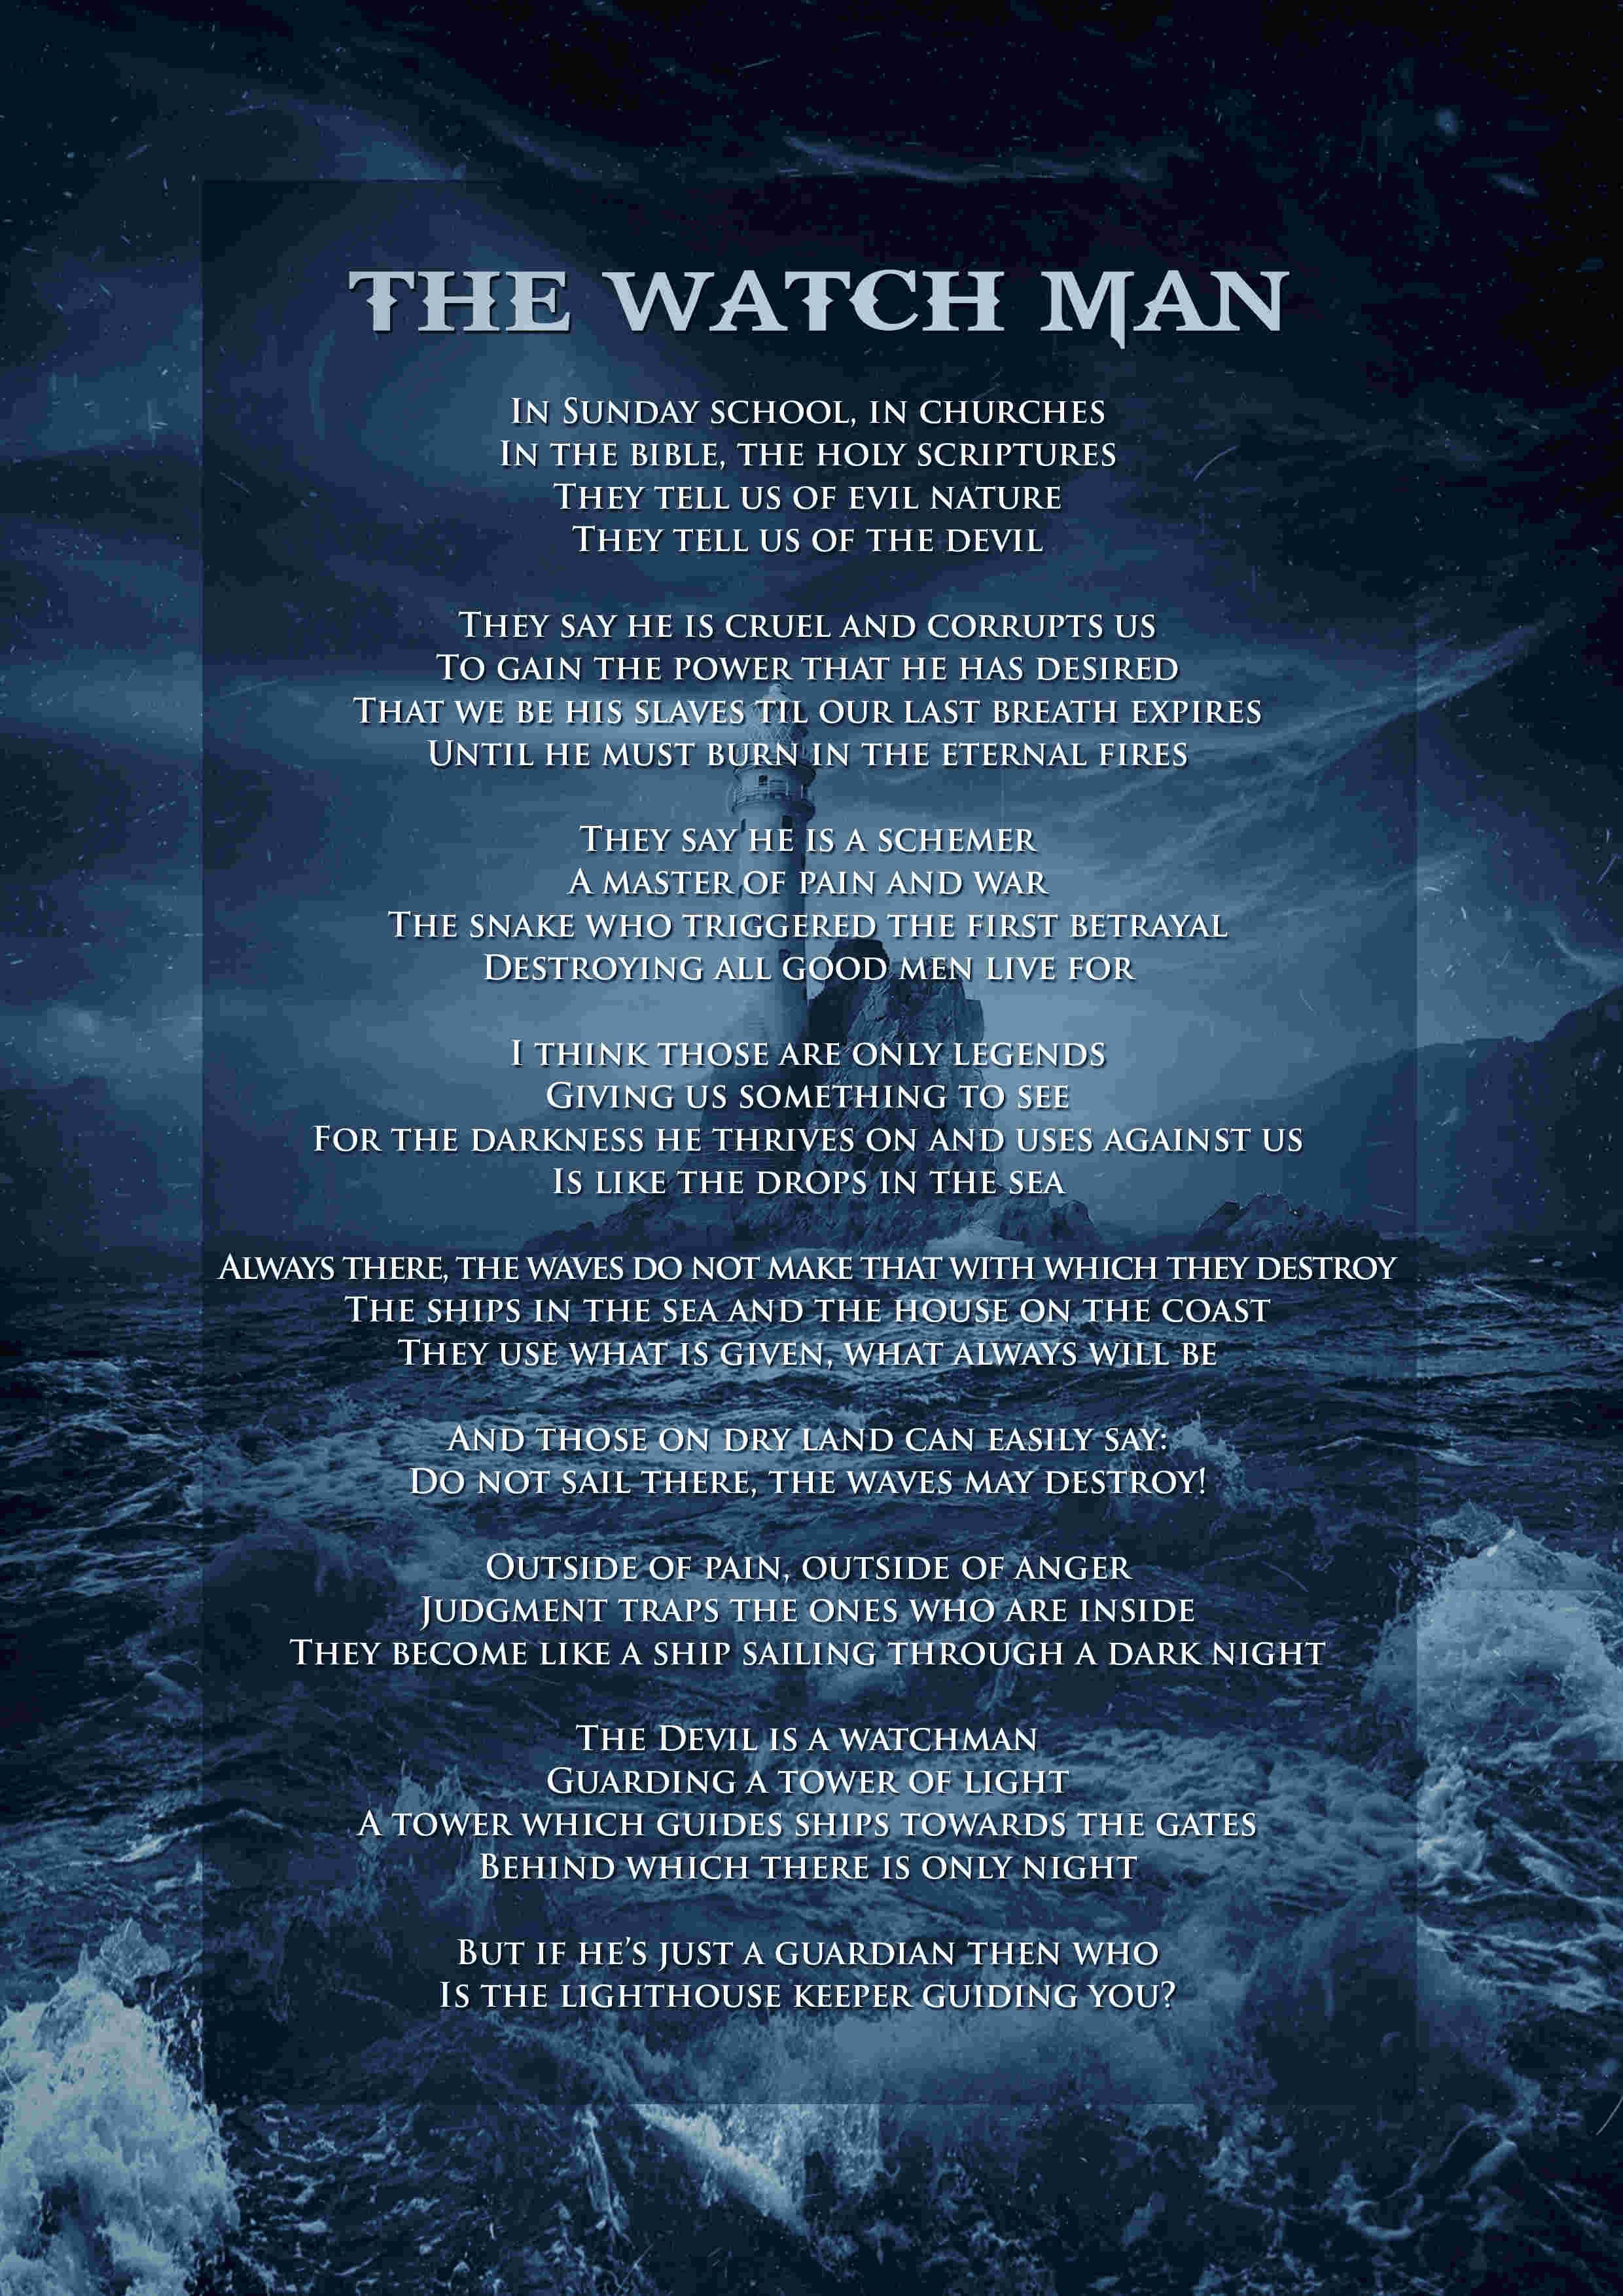 THE WATCH MAN
In Sunday school, in churches
In the bible, the holy scriptures
They tell us of evil nature
They tell us of the devil
They say he is cruel and corrupts us
To gain the power that he has desired
That we be his slaves til our last breath expires
Until he must burn in the eternal fires
They say he is a schemer
A master of pain and war
The snake who triggered the first betrayal
Destroying all good men live for
I think those are only legends
Giving us something to see
For the darkness he thrives on and uses against us
Is like the drops in the sea
Always there, the waves do not make that with which they destroy
The ships in the sea and the house on the coast
They use what is given, what always will be
And those on dry land can easily say:
Do not sail there, the waves may destroy!
Outside of pain, outside of anger
Judgment traps the ones who are inside
They become like a ship sailing through a dark night
The Devil is a watchman
Guarding a tower of light
A tower which guides ships towards the gates
Behind which there is only night
But if he's just a guardian then who
Is the lighthouse keeper guiding you?